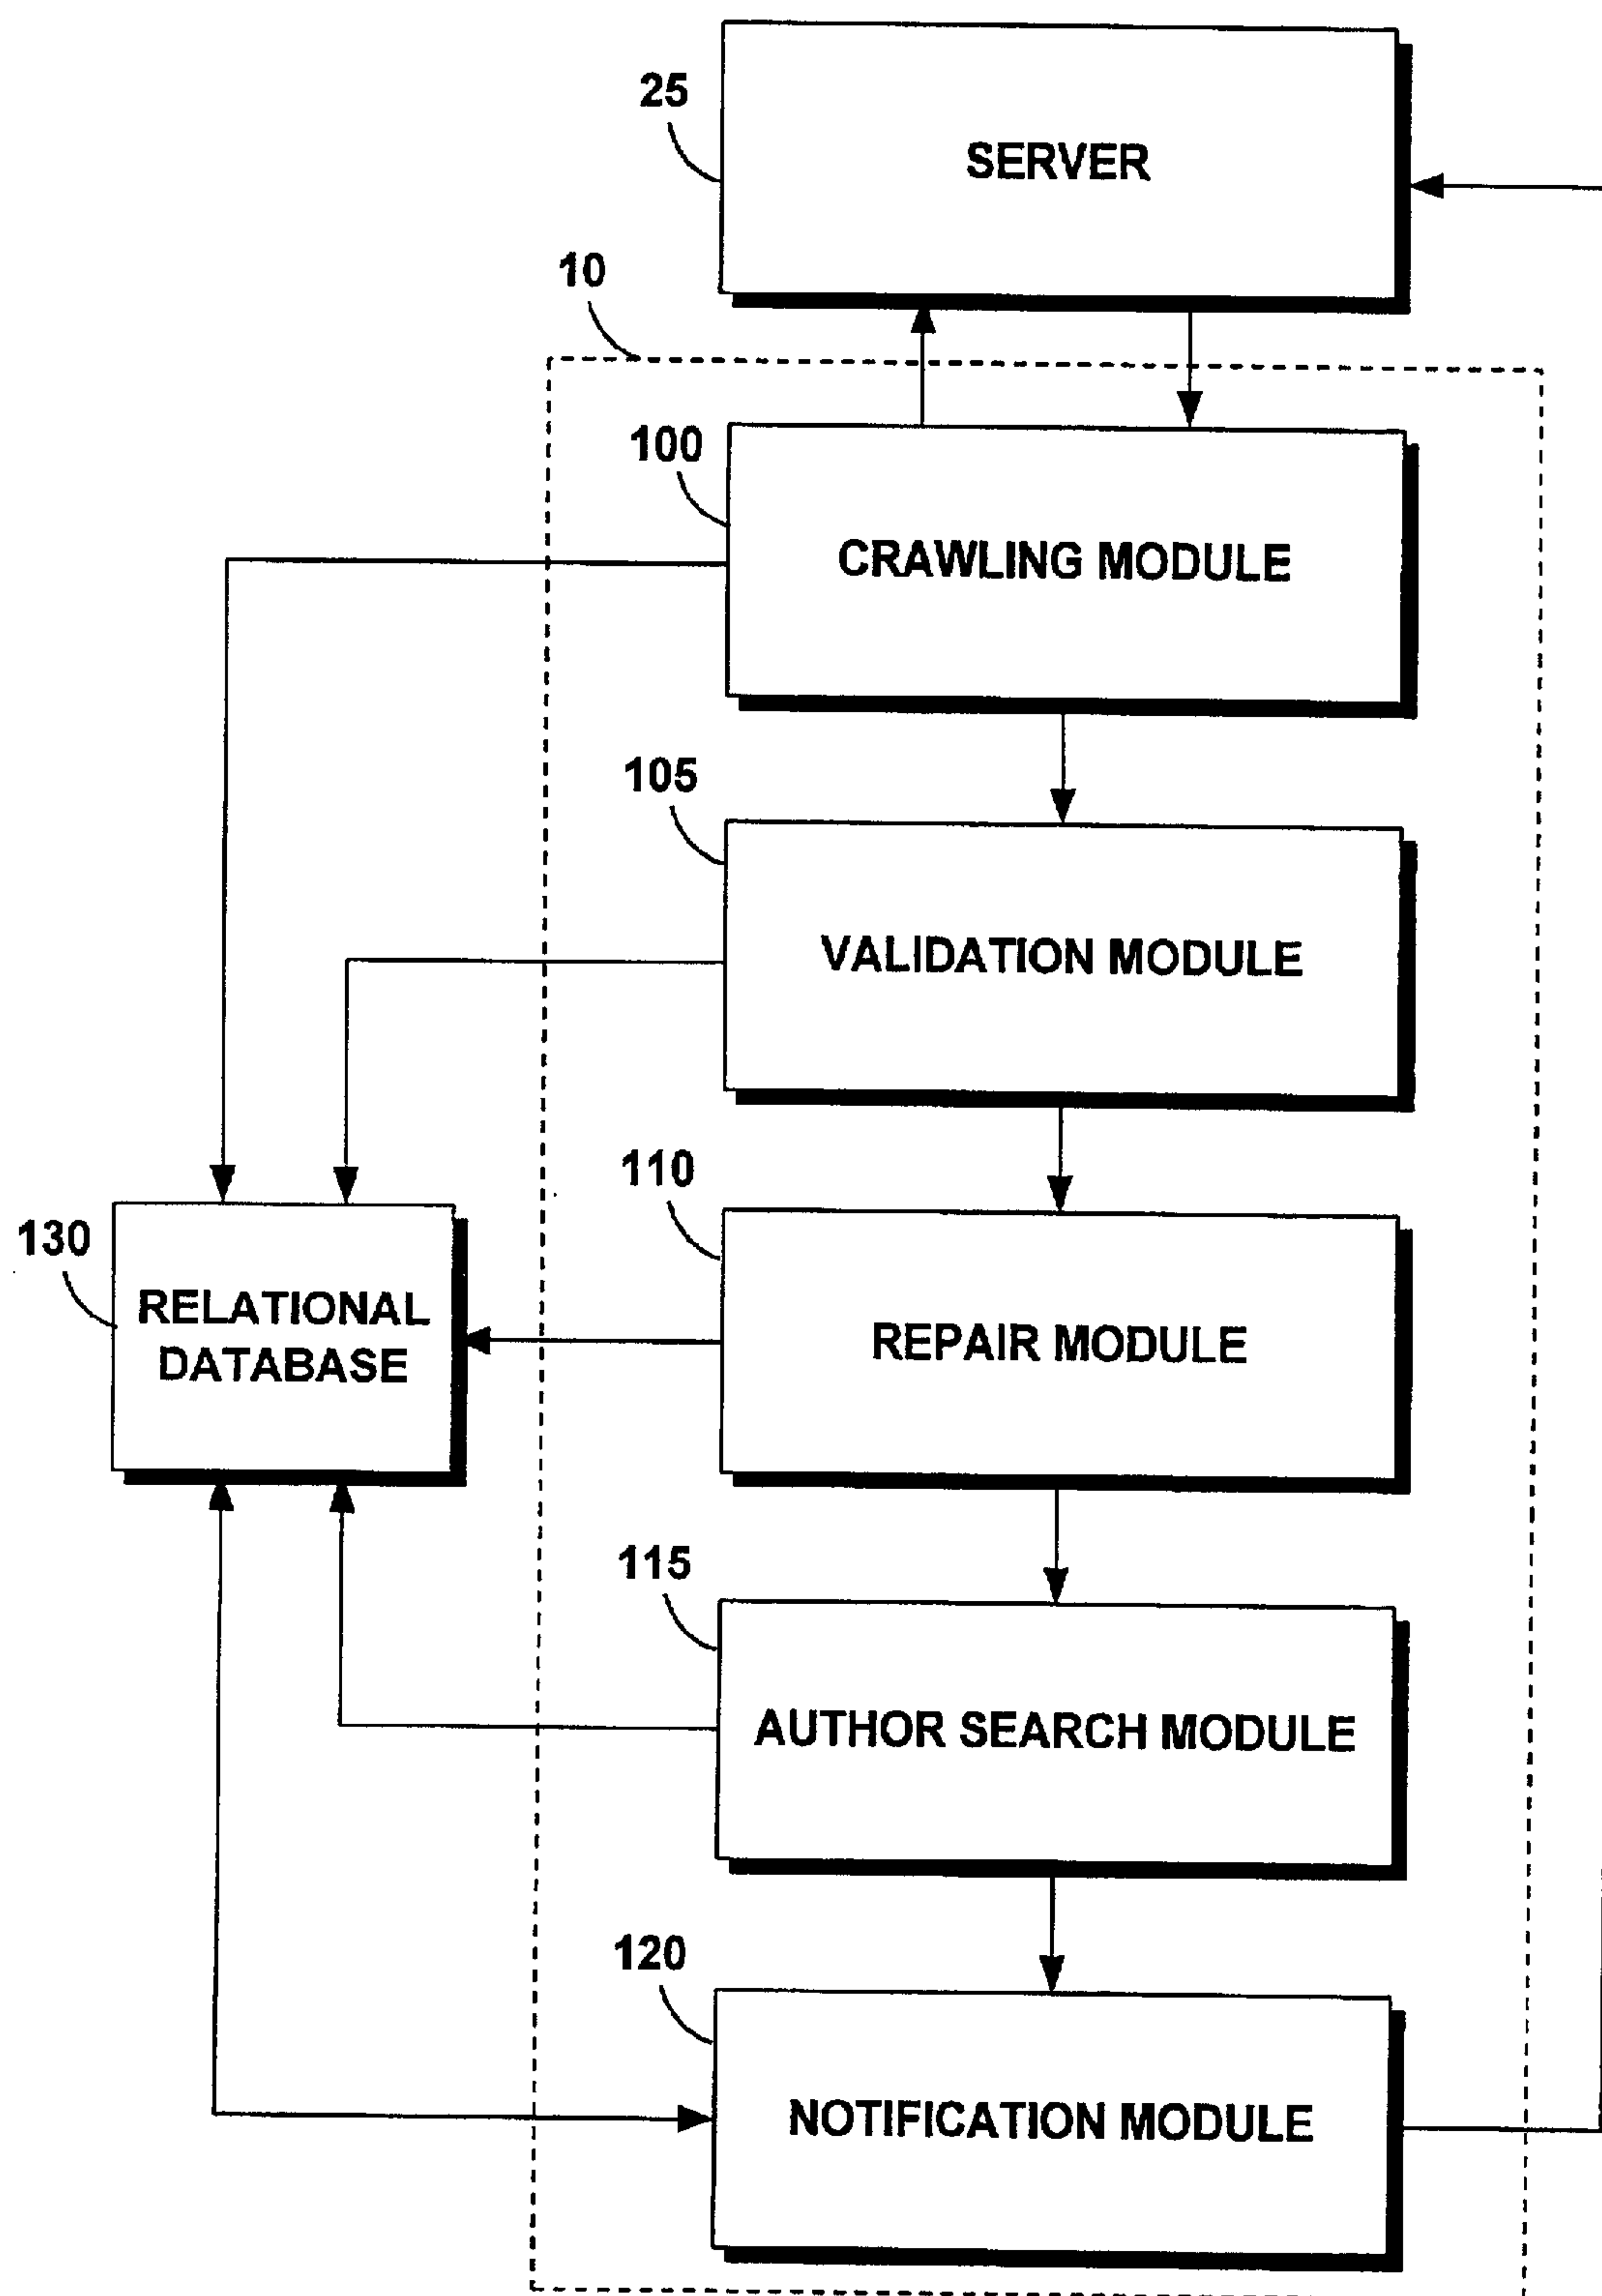 25
SERVER
10
100
CRAWLING MODULE
105
VALIDATION MODULE
110
130
RELATIONAL
DATABASE
REPAIR MODULE
115
AUTHOR SEARCH MODULE
120
NOTIFICATION MODULE